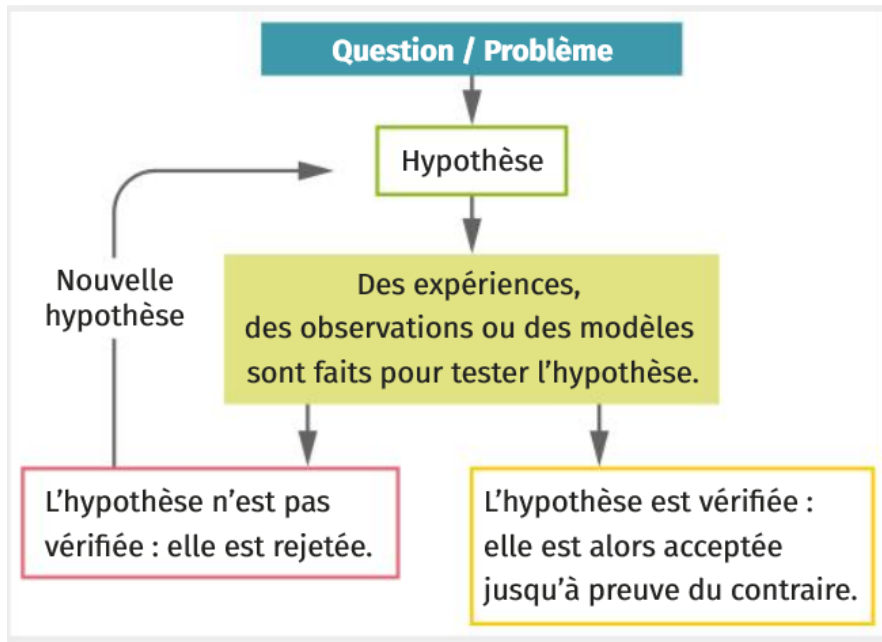 Question / Problème
Hypothèse
Nouvelle
hypothèse
Des expériences,
des observations ou des modèles
sont faits pour tester l’hypothèse.
L’hypothèse n’est pas
vérifiée : elle est rejetée.
L’hypothèse est vérifiée :
elle est alors acceptée
jusqu’à preuve du contraire.